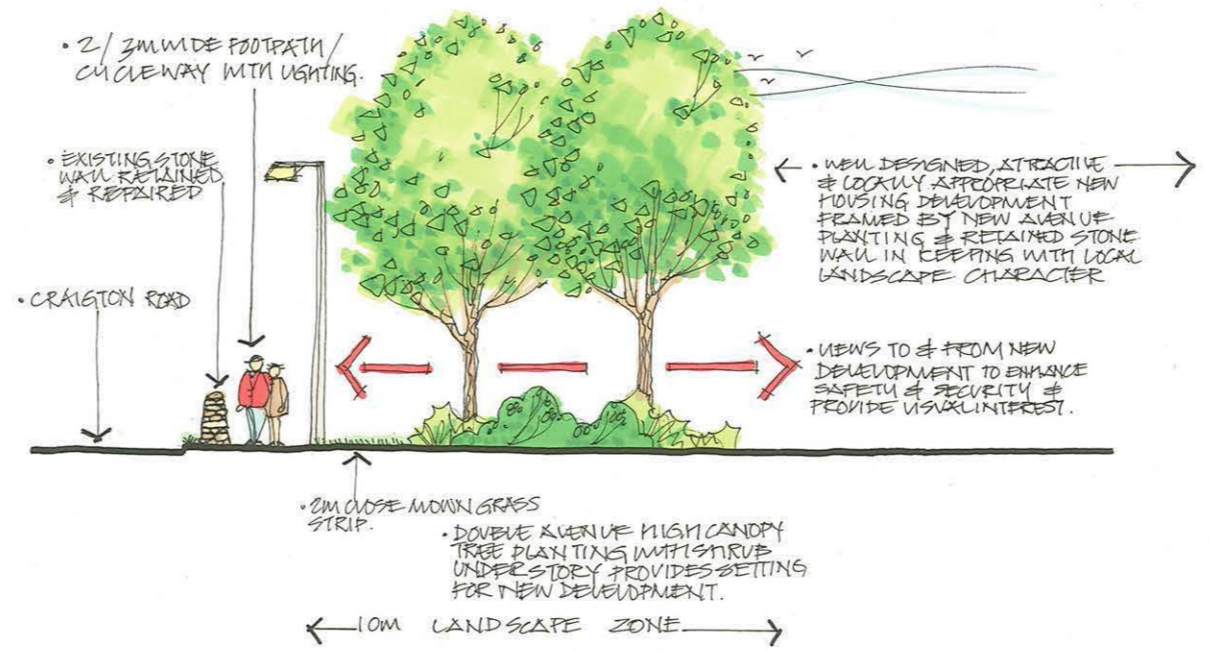 • 2/3M WIDE FOOTPATH/
CYCLEWAY WITH LIGHTING.
• EXISTING STONE
WALL RETAINED
& REPAIRED
• CRAIGTON ROAD
• WELL DESIGNED, ATTRACTIVE
& LOCALLY APPROPRIATE NEW
HOUSING DEVELOPMENT
FRAMED BY NEW AVENUE
PLANTING & RETAINED STONE
WALL IN KEEPING WITH LOCAL
LANDSCAPE CHARACTER
• VIEWS TO & FROM NEW
DEVELOPMENT TO ENHANCE
SAFETY & SECURITY &
PROVIDE VISUAL INTEREST.
• 2M CLOSE MOWN GRASS
STRIP.
• DOUBLE AVENUE HIGH CANOPY
TREE PLANTING WITH SHRUB
UNDERSTORY PROVIDES SETTING
FOR NEW DEVELOPMENT.
10M LANDSCAPE ZONE